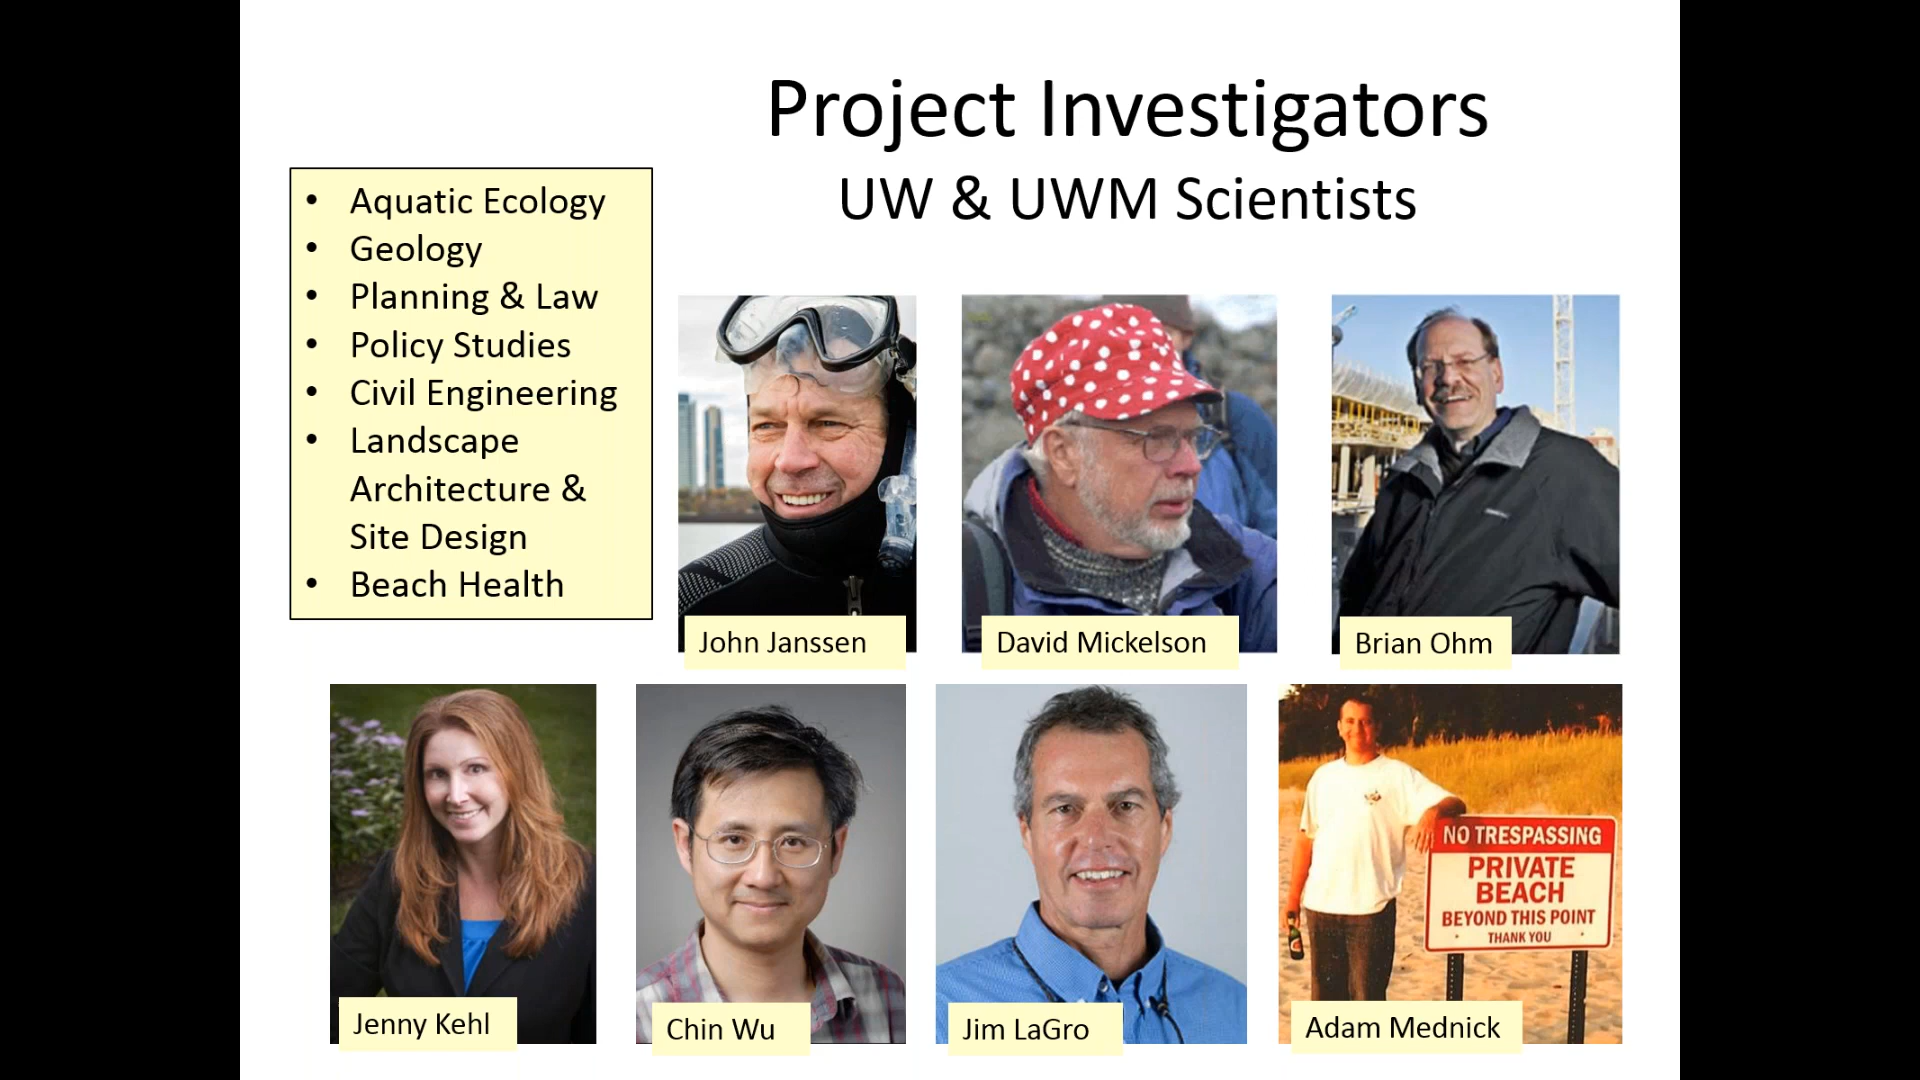 Project Investigators
UW & UWM Scientists
• Aquatic Ecology
• Geology
• Planning & Law
• Policy Studies
• Civil Engineering
• Landscape
Architecture &
Site Design
• Beach Health
John Janssen
David Mickelson
Brian Ohm
NO TRESPASSING
PRIVATE
BEACH
BEYOND THIS POINT
THANK YOU
Jenny Kehl
Chin Wu
Jim LaGro
Adam Mednick